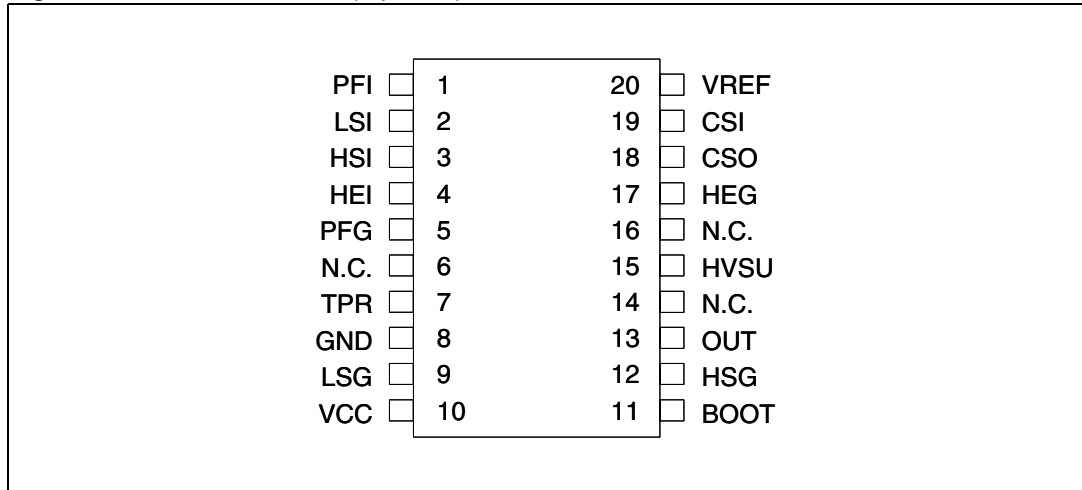 PFI 1 20 VREF
LSI 2 19 CSI
HSI 3 18 CSO
HEI 4 17 HEG
PFG 5 16 N.C.
N.C. 6 15 HVSU
TPR 7 14 N.C.
GND 8 13 OUT
LSG 9 12 HSG
VCC 10 11 BOOT